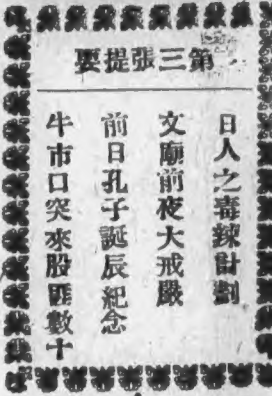 第三張提要
日人之毒辣計劃
文廟前夜大戒嚴
前日孔子誕辰紀念
牛市口突來股匪數十